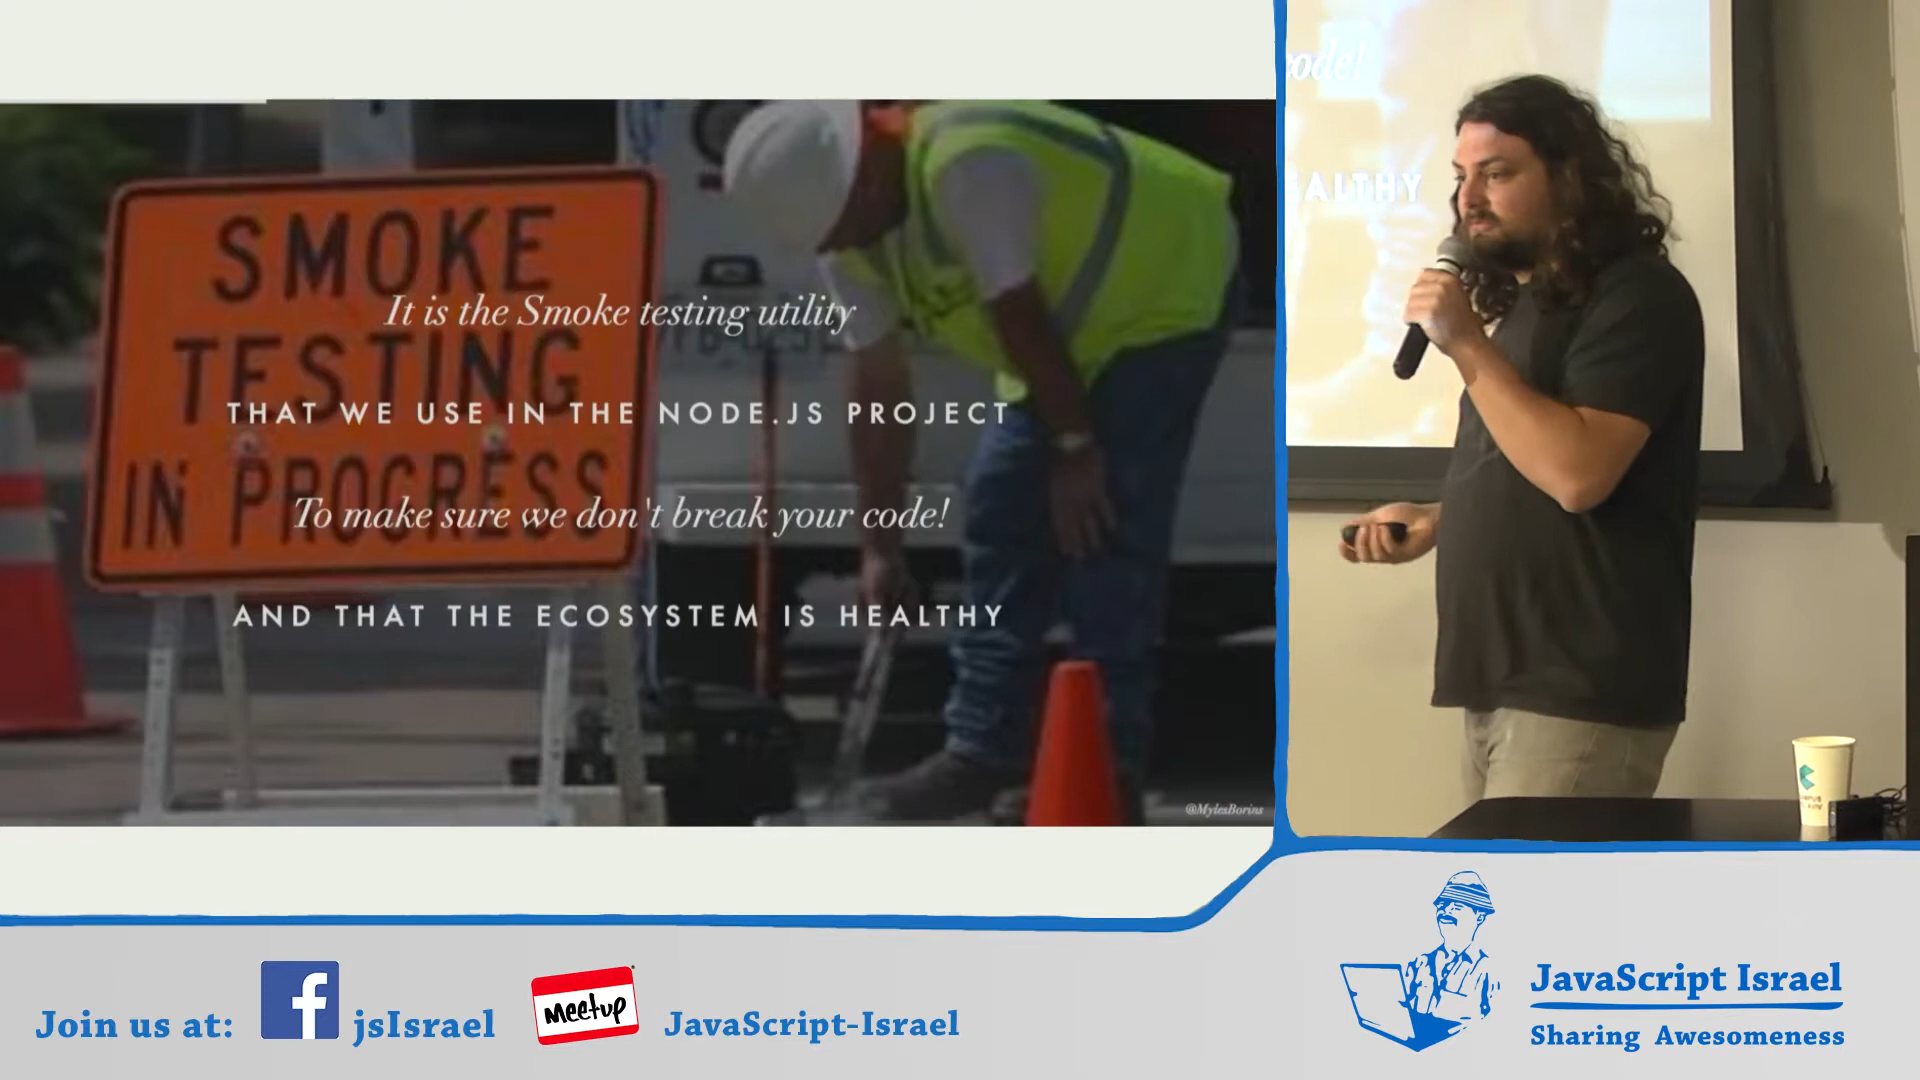 SMOKE
TESTING
IN PROGRESS
It is the Smoke testing utility
THAT WE USE IN THE NODE.JS PROJECT
To make sure we don't break your code!
AND THAT THE ECOSYSTEM IS HEALTHY
@MylesBorins
code!
EALTHY
Join us at:
jsIsrael
Meetup
JavaScript-Israel
JavaScript Israel
Sharing Awesomeness